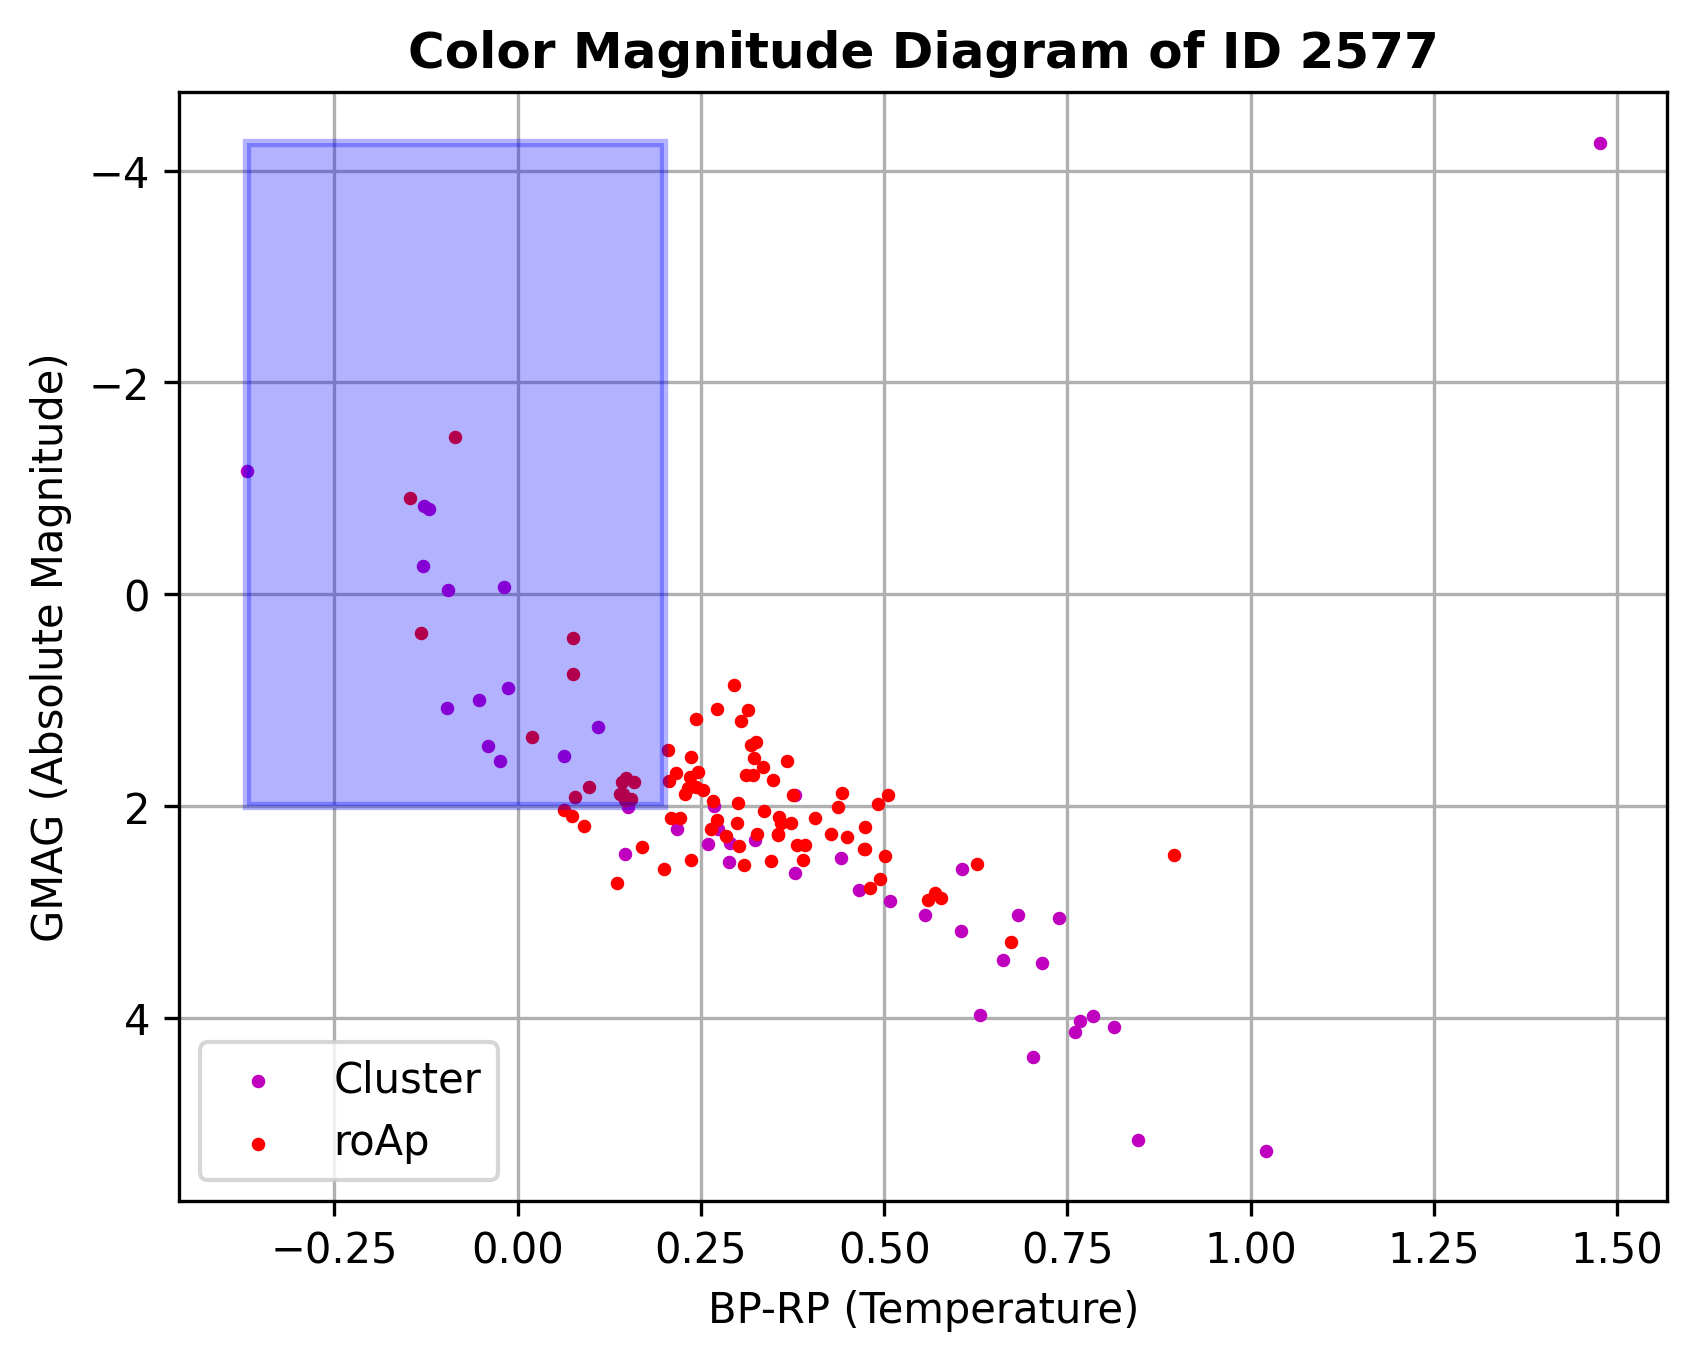 Color Magnitude Diagram of ID 2577
GMAG (Absolute Magnitude)
−4
−2
0
2
4
Cluster
roAp
−0.25 0.00 0.25 0.50 0.75 1.00 1.25 1.50
BP-RP (Temperature)